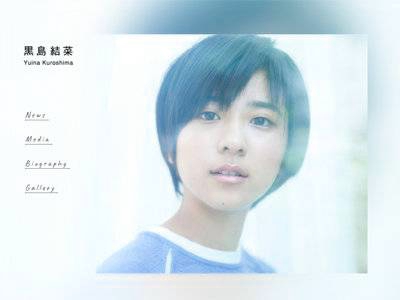 黒島結菜
Yuina Kuroshima
News
Media
Biography
Gallery